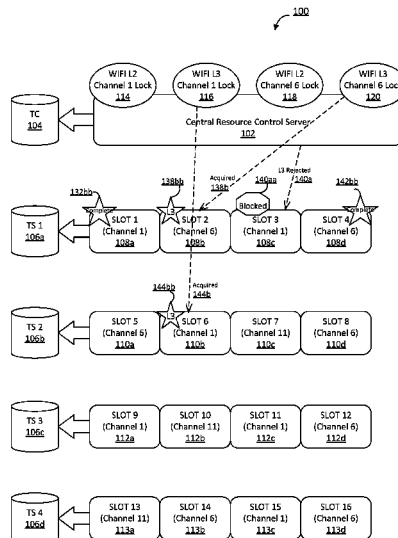 100
WIFI L2
Channel 1 Lock
114
WIFI L3
Channel 1 Lock
116
WIFI L2
Channel 6 Lock
118
WIFI L3
Channel 6 Lock
120
TC
104
Central Resource Control Server
102
132bb
138bb
Acquired
138b
140aa
L3 Rejected
140a
142bb
TS 1
106a
Complete
SLOT 1
(Channel 1)
108a
L3
SLOT 2
(Channel 6)
108b
Blocked
SLOT 3
(Channel 1)
108c
SLOT 4
(Channel 6)
108d
Complete
144bb
Acquired
144b
TS 2
106b
SLOT 5
(Channel 6)
110a
L3
SLOT 6
(Channel 1)
110b
SLOT 7
(Channel 11)
110c
SLOT 8
(Channel 6)
110d
TS 3
106c
SLOT 9
(Channel 1)
112a
SLOT 10
(Channel 11)
112b
SLOT 11
(Channel 1)
112c
SLOT 12
(Channel 6)
112d
TS 4
106d
SLOT 13
(Channel 11)
113a
SLOT 14
(Channel 6)
113b
SLOT 15
(Channel 1)
113c
SLOT 16
(Channel 6)
113d